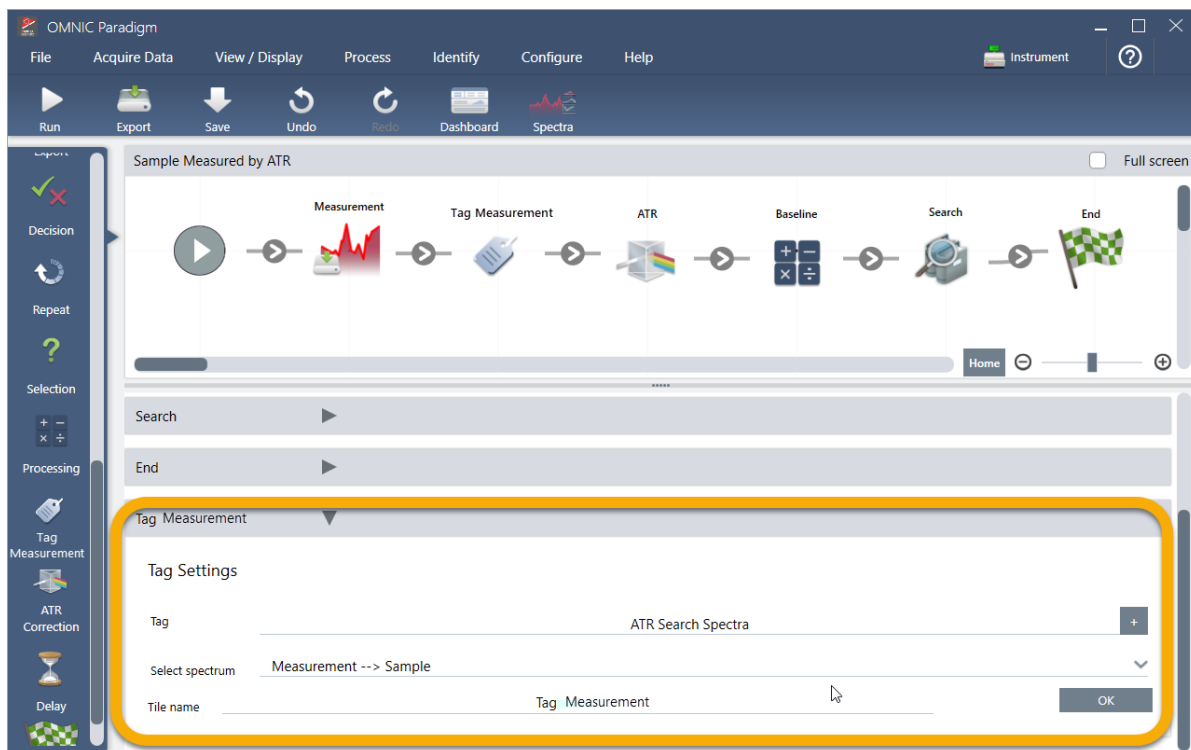 OMNIC Paradigm
File Acquire Data View / Display Process Identify Configure Help Instrument
Run Export Save Undo Redo Dashboard Spectra
Export
Decision
Repeat
Selection
Processing
Tag
Measurement
ATR
Correction
Delay
Sample Measured by ATR Full screen
Measurement Tag Measurement ATR Baseline Search End
Home
Search
End
Tag Measurement
Tag Settings
Tag ATR Search Spectra +
Select spectrum Measurement --> Sample
Tile name Tag Measurement OK